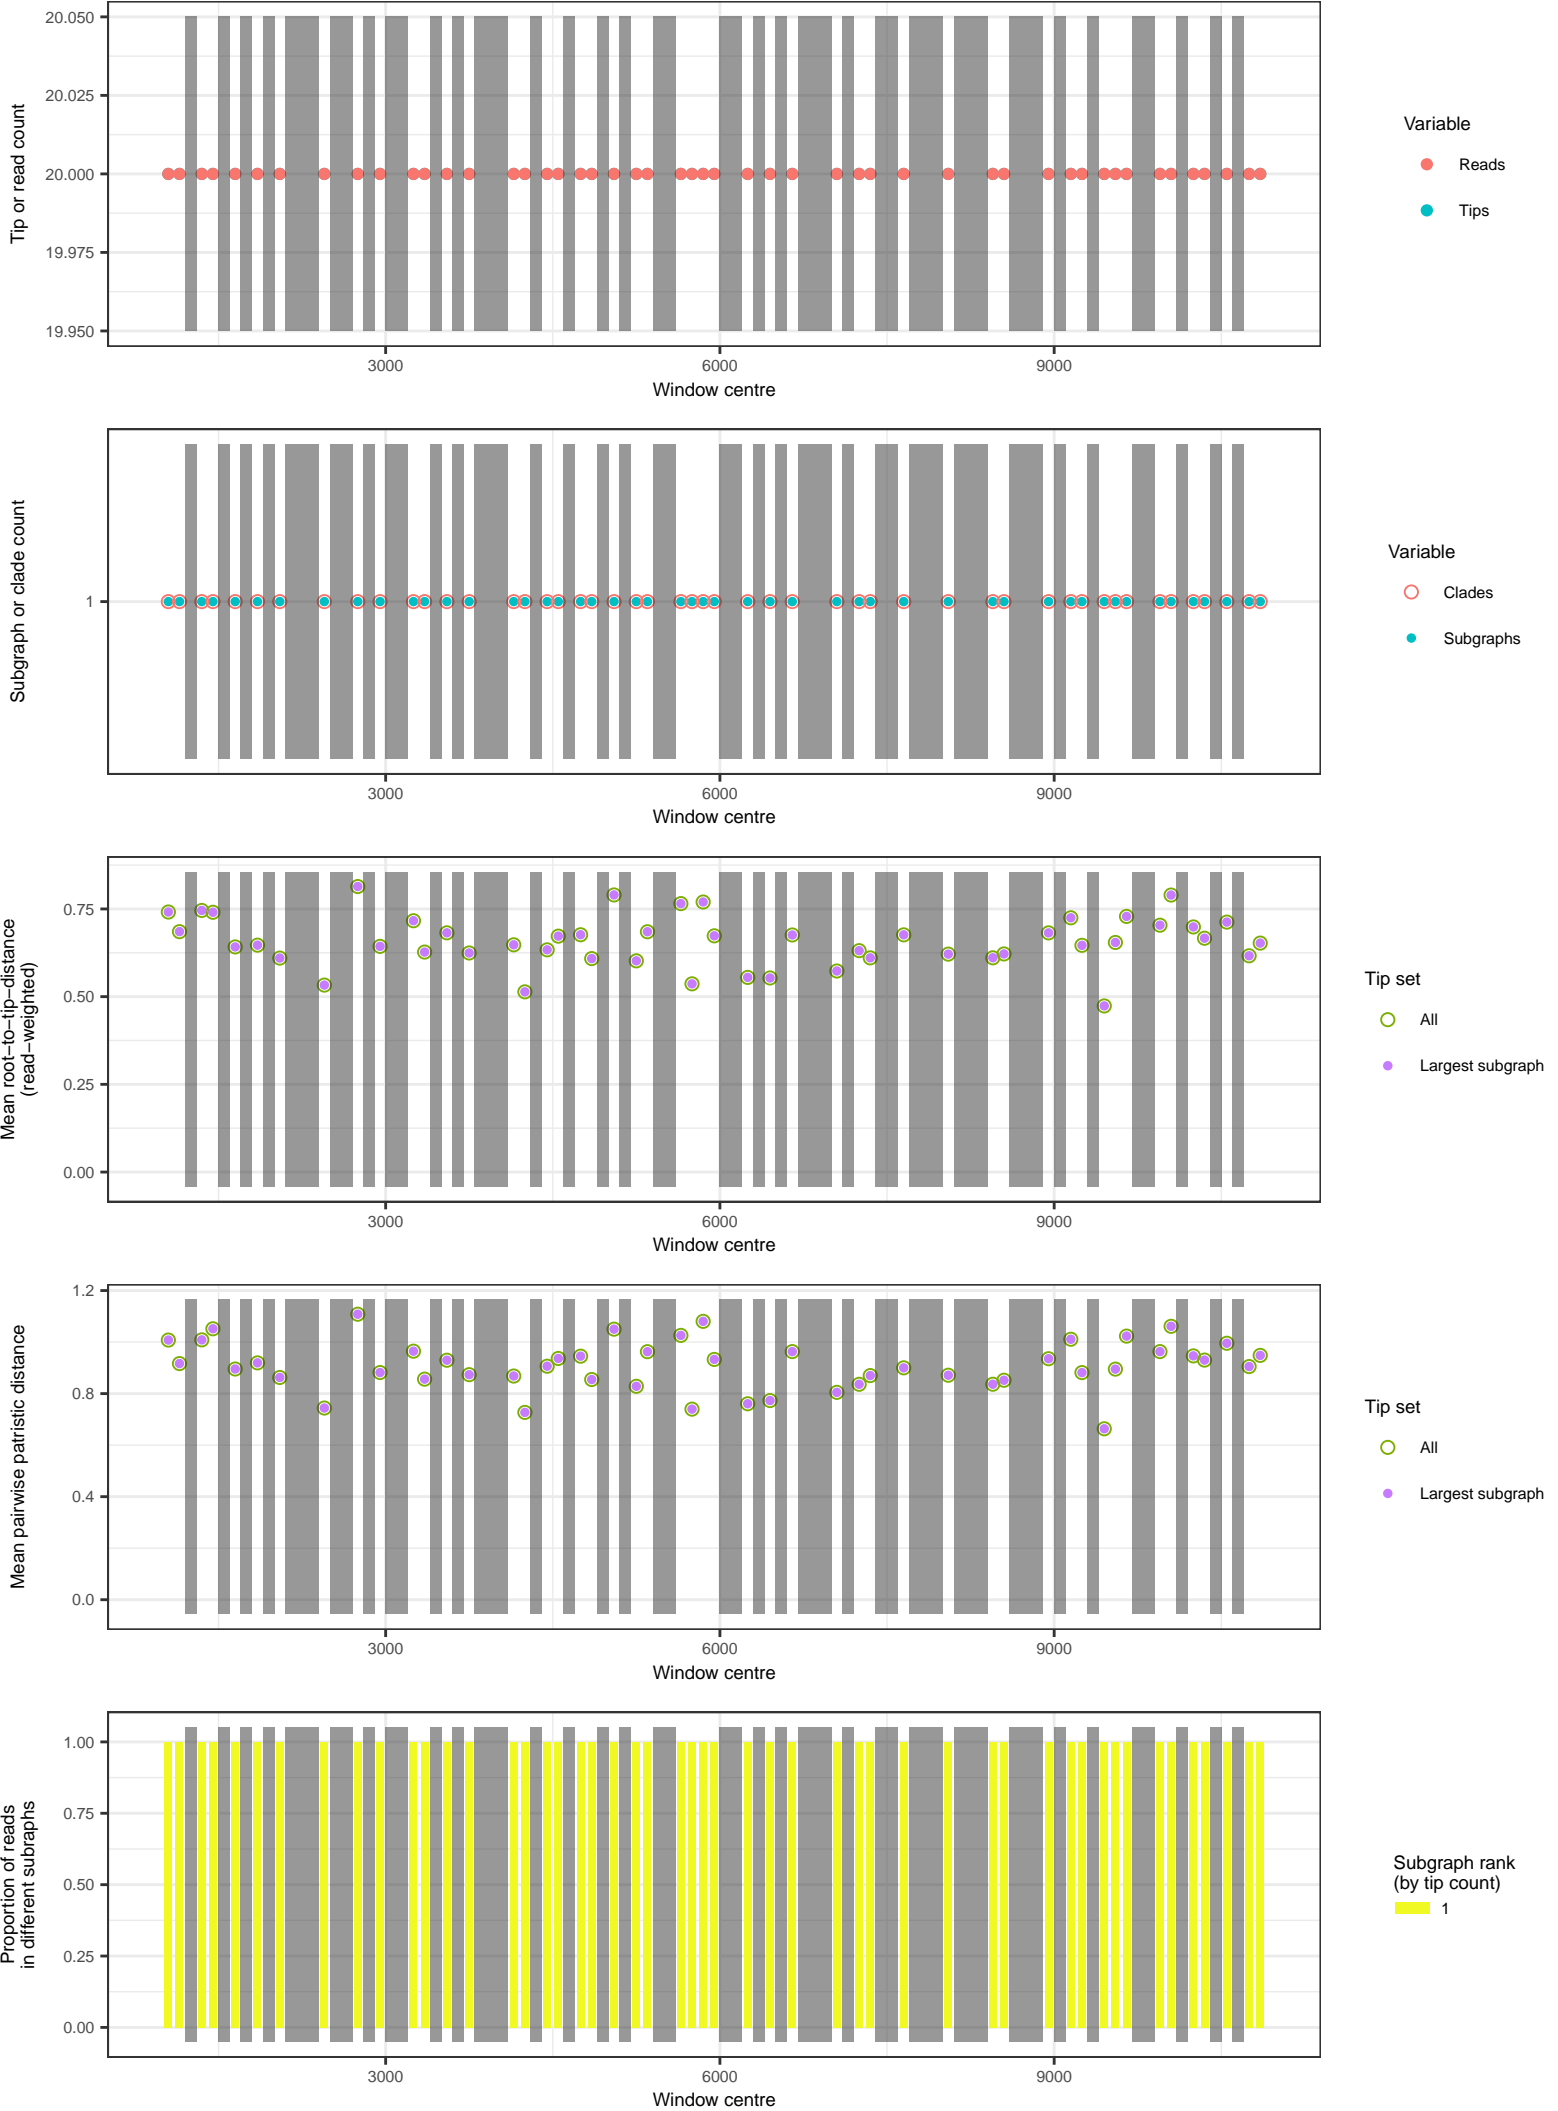 20.050
20.025
20.000
19.975
19.950
Tip or read count
3000
6000
9000
Window centre
Variable
Reads
Tips
1
Subgraph or clade count
3000
6000
9000
Window centre
Variable
Clades
Subgraphs
0.75
0.50
0.25
0.00
Mean root−to−tip−distance
(read−weighted)
3000
6000
9000
Window centre
Tip set
All
Largest subgraph
1.2
0.8
0.4
0.0
Mean pairwise patristic distance
3000
6000
9000
Window centre
Tip set
All
Largest subgraph
1.00
0.75
0.50
0.25
0.00
Proportion of reads
in different subraphs
3000
6000
9000
Window centre
Subgraph rank
(by tip count)
1